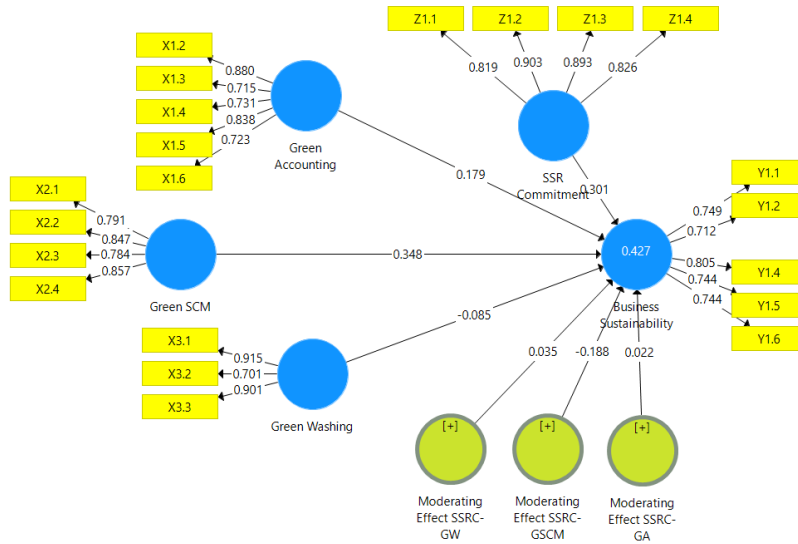 Z1.1
Z1.2
Z1.3
Z1.4
0.819
0.903
0.893
0.826
X1.2
X1.3
X1.4
X1.5
X1.6
0.880
0.715
0.731
0.838
0.723
Green
Accounting
SSR
Commitment
0.179
0.301
X2.1
X2.2
X2.3
X2.4
0.791
0.847
0.784
0.857
Green SCM
0.348
0.427
Business
Sustainability
Y1.1
Y1.2
Y1.4
Y1.5
Y1.6
0.749
0.712
0.805
0.744
0.744
X3.1
X3.2
X3.3
0.915
0.701
0.901
Green Washing
-0.085
0.035
-0.188
0.022
[+]
[+]
[+]
Moderating
Effect SSRC-
GW
Moderating
Effect SSRC-
GSCM
Moderating
Effect SSRC-
GA